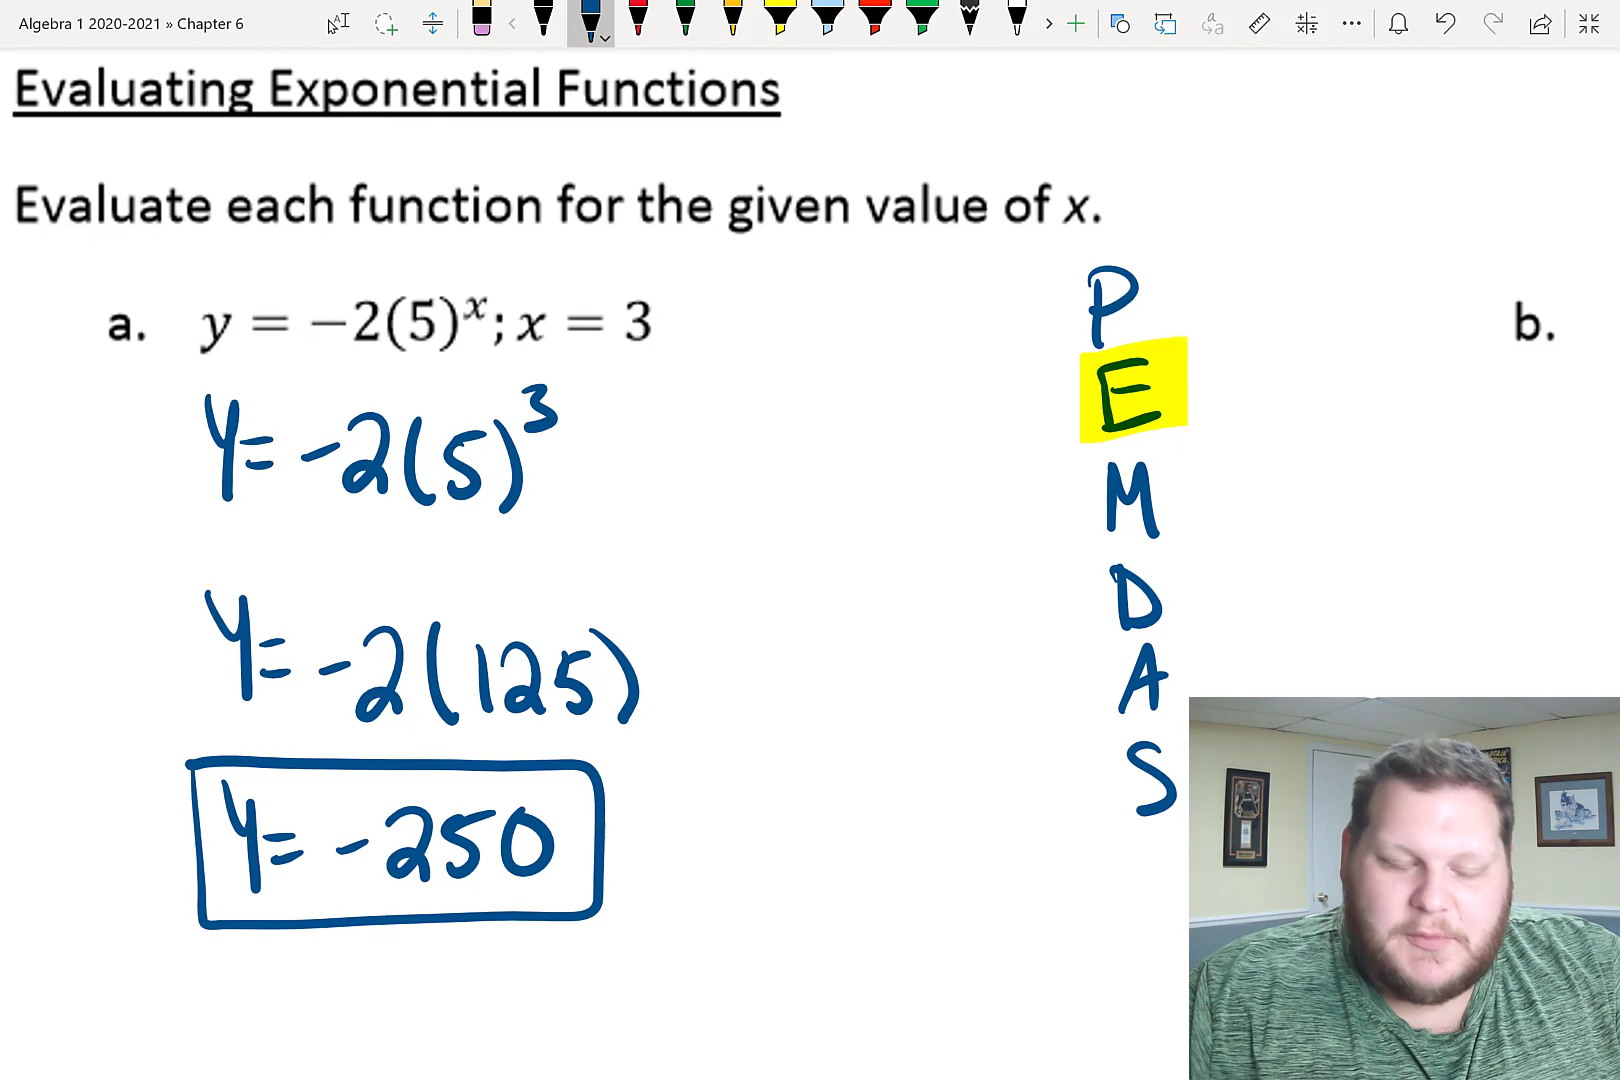 Algebra 1 2020-2021 » Chapter 6
Evaluating Exponential Functions
Evaluate each function for the given value of x.
a. y = −2(5)^x; x = 3
b.
y = -2(5)^3
y = -2(125)
y = -250
P
E
M
D
A
S